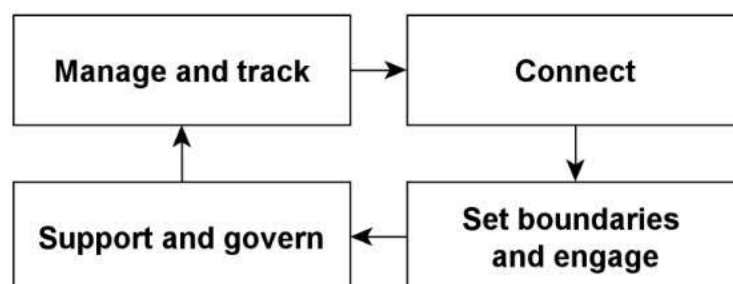 Manage and track
Connect
Support and govern
Set boundaries
and engage